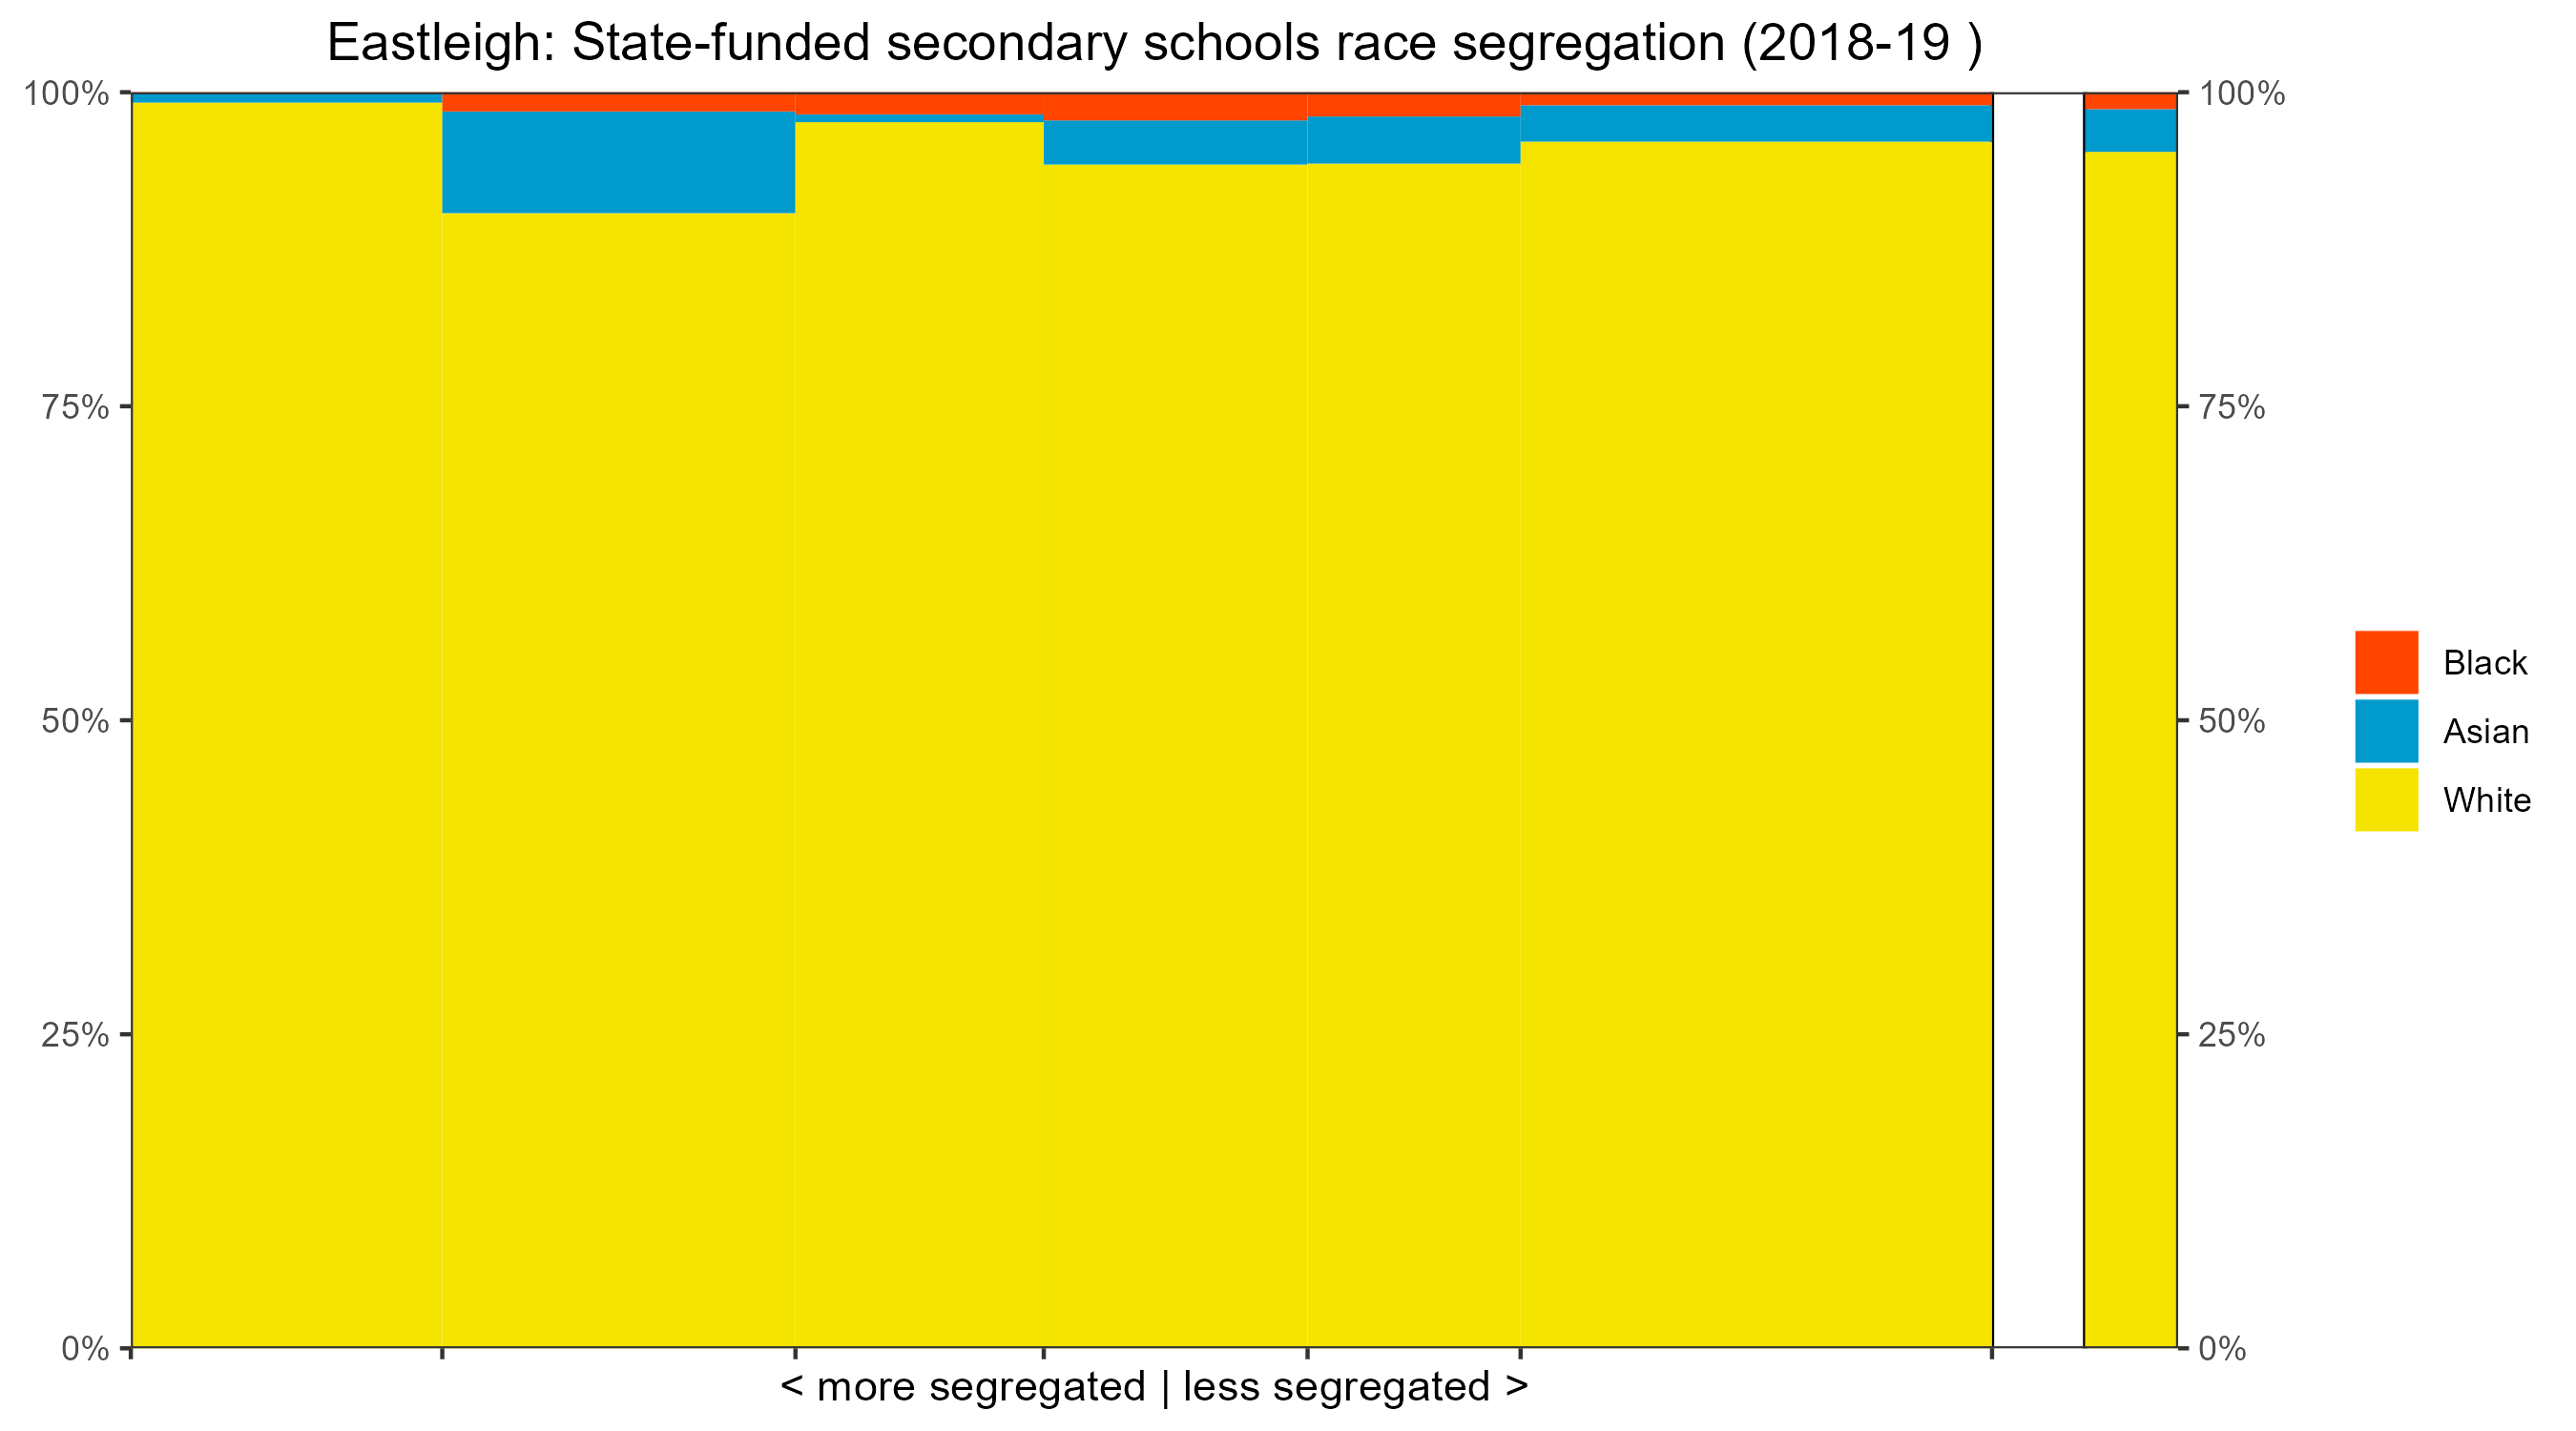 Eastleigh: State-funded secondary schools race segregation (2018-19 )
100%
75%
50%
25%
0%
100%
75%
50%
25%
0%
Black
Asian
White
< more segregated | less segregated >